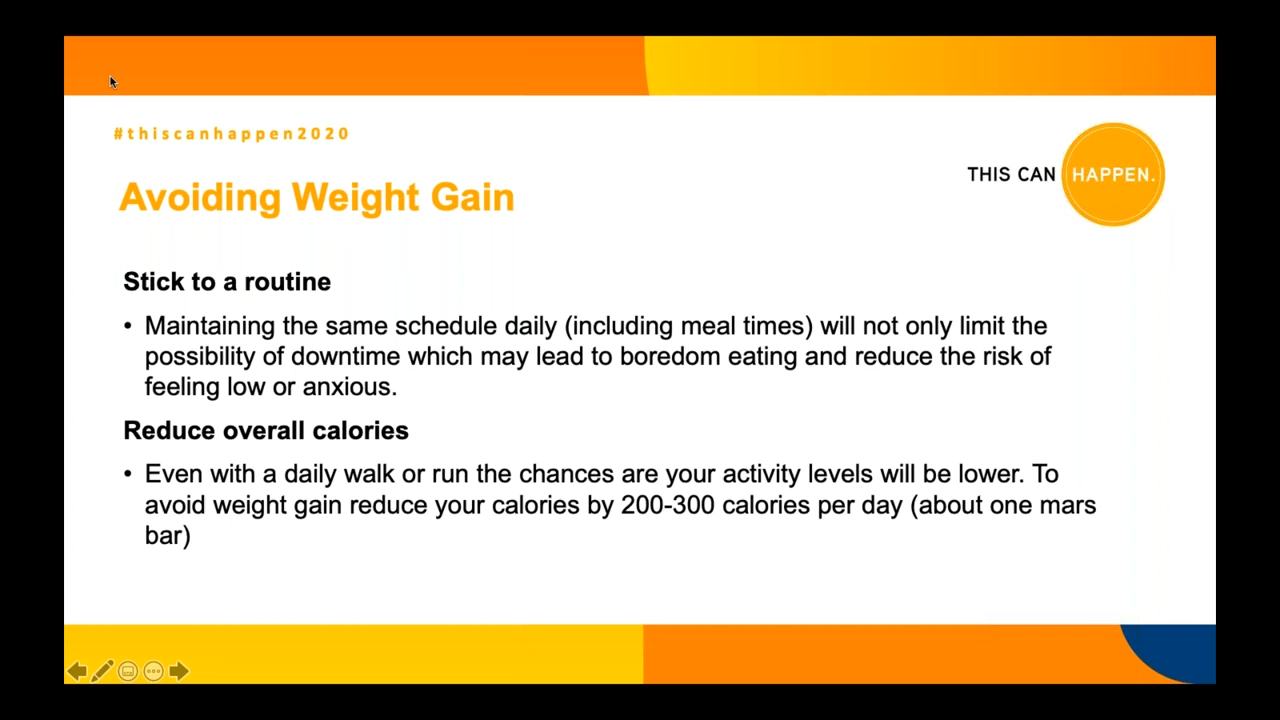 #thiscanhappen2020
THIS CAN HAPPEN.
Avoiding Weight Gain
Stick to a routine
• Maintaining the same schedule daily (including meal times) will not only limit the
possibility of downtime which may lead to boredom eating and reduce the risk of
feeling low or anxious.
Reduce overall calories
• Even with a daily walk or run the chances are your activity levels will be lower. To
avoid weight gain reduce your calories by 200-300 calories per day (about one mars
bar)